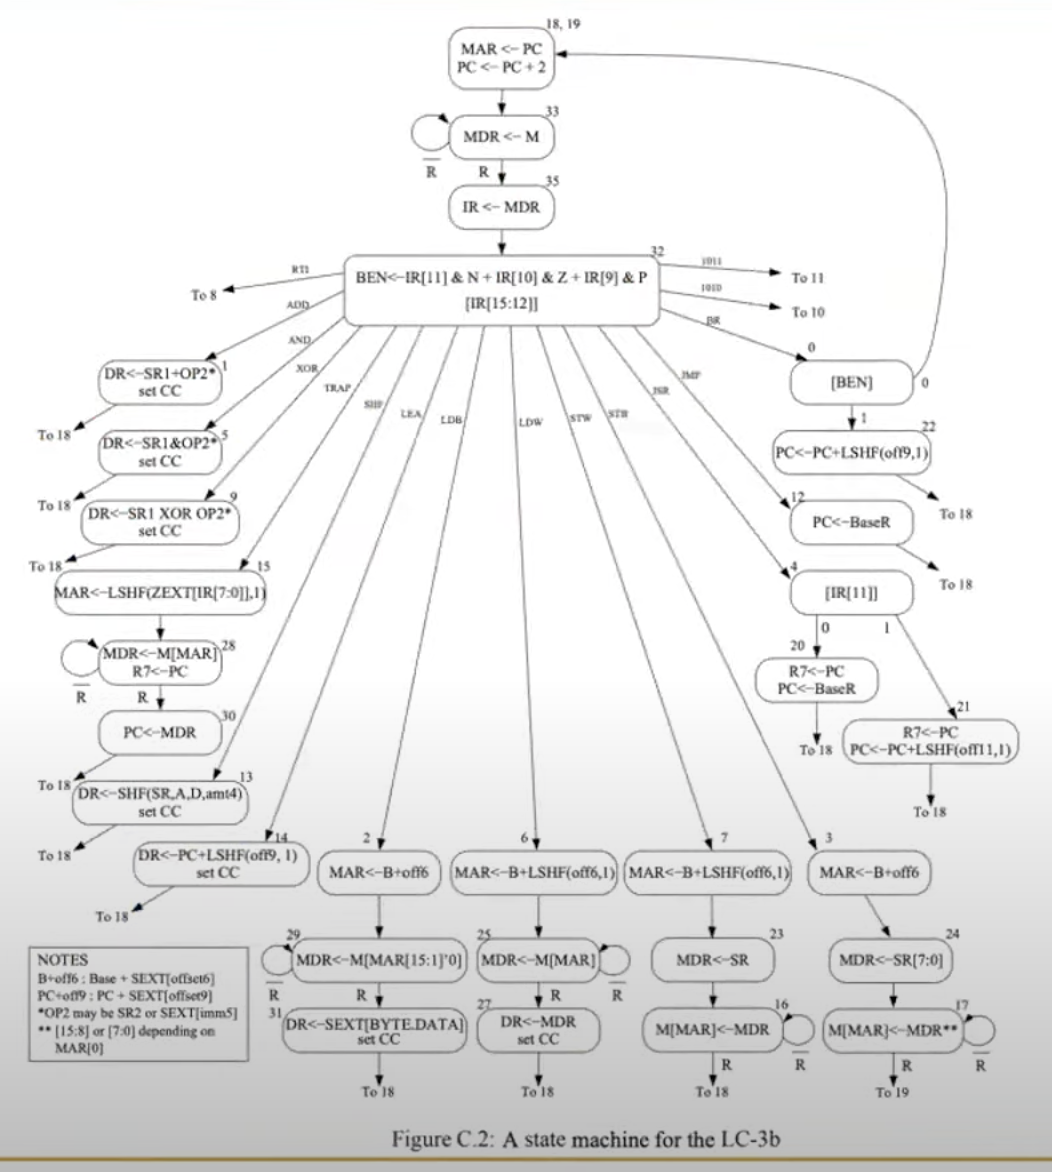 18, 19
MAR <- PC
PC <- PC + 2
33
MDR <- M
R
R
35
IR <- MDR
32
BEN<-IR[11] & N + IR[10] & Z + IR[9] & P
[IR[15:12]]
RTI
To 8
1011
To 11
1010
To 10
ADD
AND
XOR
TRAP
SHF
LEA
LDB
LDW
STW
STB
JSR
JMP
BR
1
DR<-SR1+OP2*
set CC
To 18
5
DR<-SR1&OP2*
set CC
To 18
9
DR<-SR1 XOR OP2*
set CC
To 18
15
MAR<-LSHF(ZEXT[IR[7:0]],1)
28
MDR<-M[MAR]
R7<-PC
R
R
30
PC<-MDR
To 18
13
DR<-SHF(SR,A,D,amt4)
set CC
To 18
14
DR<-PC+LSHF(off9, 1)
set CC
To 18
0
[BEN]
0
1
22
PC<-PC+LSHF(off9,1)
To 18
12
PC<-BaseR
To 18
4
[IR[11]]
0
1
20
R7<-PC
PC<-BaseR
To 18
21
R7<-PC
PC<-PC+LSHF(off11,1)
To 18
2
MAR<-B+off6
6
MAR<-B+LSHF(off6,1)
7
MAR<-B+LSHF(off6,1)
3
MAR<-B+off6
29
MDR<-M[MAR[15:1]'0]
R
R
25
MDR<-M[MAR]
R
R
23
MDR<-SR
24
MDR<-SR[7:0]
31
DR<-SEXT[BYTE.DATA]
set CC
To 18
27
DR<-MDR
set CC
To 18
16
M[MAR]<-MDR
R
R
To 18
17
M[MAR]<-MDR**
R
R
To 19
NOTES
B+off6 : Base + SEXT[offset6]
PC+off9 : PC + SEXT[offset9]
*OP2 may be SR2 or SEXT[imm5]
** [15:8] or [7:0] depending on
MAR[0]
Figure C.2: A state machine for the LC-3b